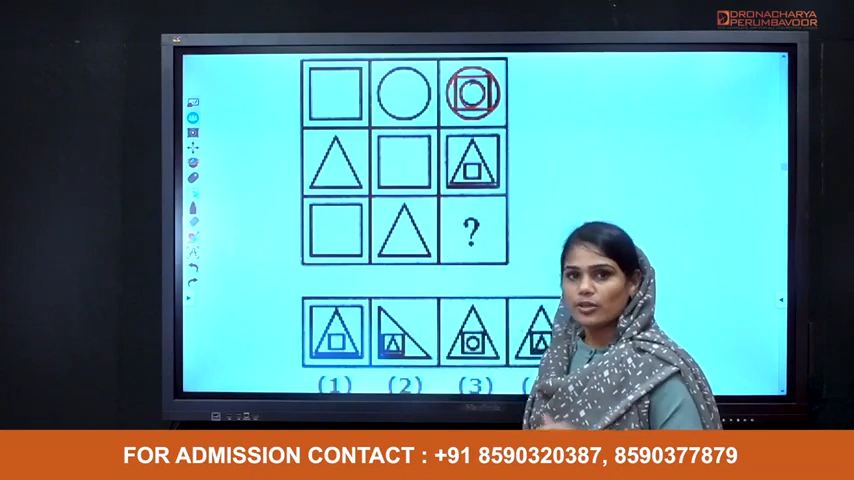 DRONACHARYA
PERUMBAVOOR
?
(1) (2) (3)
FOR ADMISSION CONTACT : +91 8590320387, 8590377879